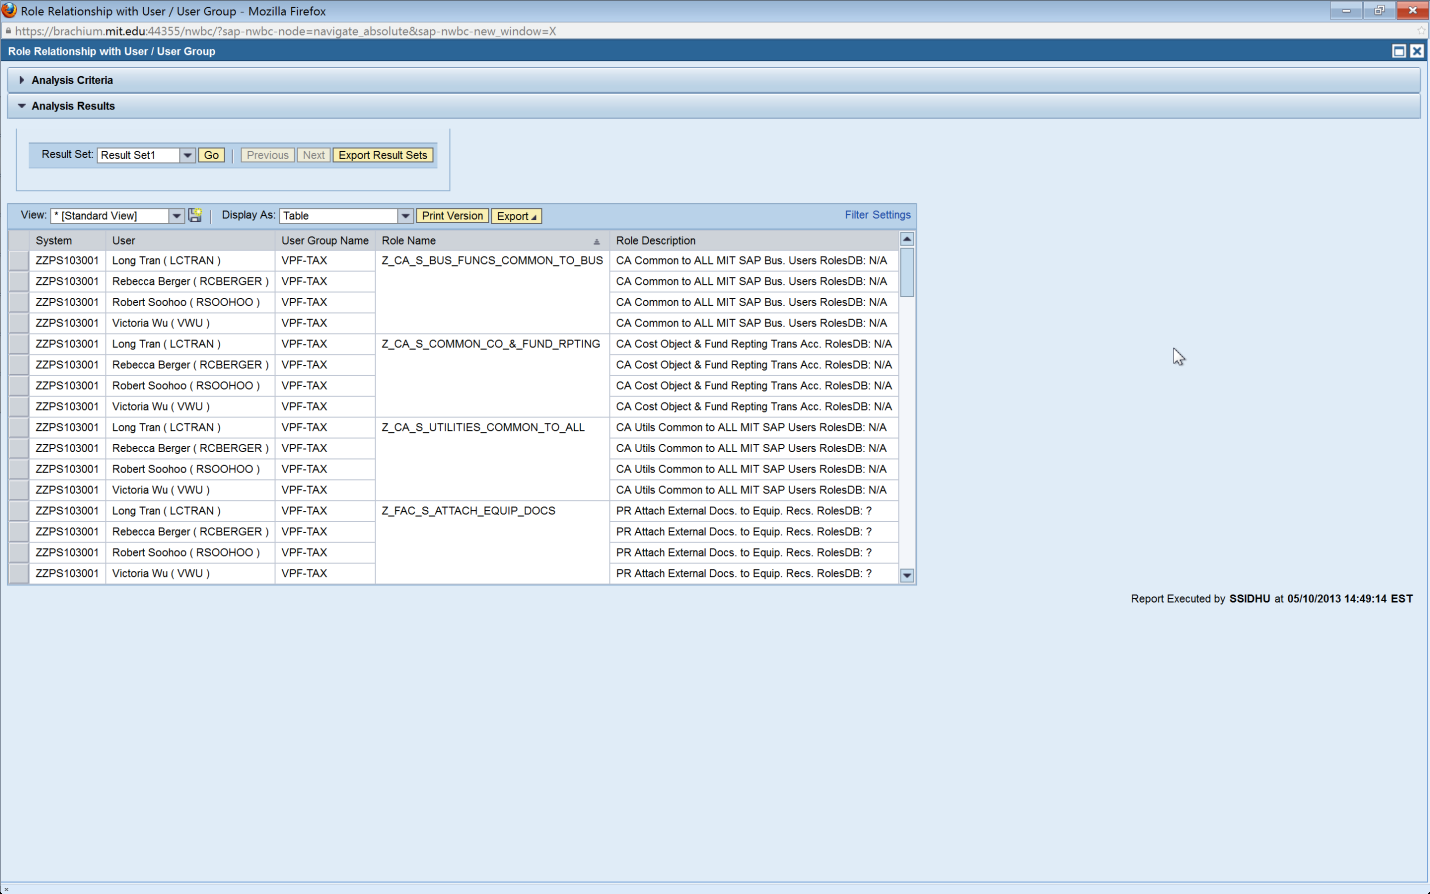 Role Relationship with User / User Group - Mozilla Firefox
https://brachium.mit.edu:44355/nwbc/?sap-nwbc-node=navigate_absolute&sap-nwbc-new_window=X
Role Relationship with User / User Group
Analysis Criteria
Analysis Results
Result Set: Result Set1 Go Previous Next Export Result Sets
View: * [Standard View] Display As: Table Print Version Export Filter Settings
System User User Group Name Role Name Role Description
ZZPS103001 Long Tran ( LCTRAN ) VPF-TAX Z_CA_S_BUS_FUNCS_COMMON_TO_BUS CA Common to ALL MIT SAP Bus. Users RolesDB: N/A
ZZPS103001 Rebecca Berger ( RCBERGER ) VPF-TAX CA Common to ALL MIT SAP Bus. Users RolesDB: N/A
ZZPS103001 Robert Soohoo ( RSOOHOO ) VPF-TAX CA Common to ALL MIT SAP Bus. Users RolesDB: N/A
ZZPS103001 Victoria Wu ( VWU ) VPF-TAX CA Common to ALL MIT SAP Bus. Users RolesDB: N/A
ZZPS103001 Long Tran ( LCTRAN ) VPF-TAX Z_CA_S_COMMON_CO_&_FUND_RPTING CA Cost Object & Fund Repting Trans Acc. RolesDB: N/A
ZZPS103001 Rebecca Berger ( RCBERGER ) VPF-TAX CA Cost Object & Fund Repting Trans Acc. RolesDB: N/A
ZZPS103001 Robert Soohoo ( RSOOHOO ) VPF-TAX CA Cost Object & Fund Repting Trans Acc. RolesDB: N/A
ZZPS103001 Victoria Wu ( VWU ) VPF-TAX CA Cost Object & Fund Repting Trans Acc. RolesDB: N/A
ZZPS103001 Long Tran ( LCTRAN ) VPF-TAX Z_CA_S_UTILITIES_COMMON_TO_ALL CA Utils Common to ALL MIT SAP Users RolesDB: N/A
ZZPS103001 Rebecca Berger ( RCBERGER ) VPF-TAX CA Utils Common to ALL MIT SAP Users RolesDB: N/A
ZZPS103001 Robert Soohoo ( RSOOHOO ) VPF-TAX CA Utils Common to ALL MIT SAP Users RolesDB: N/A
ZZPS103001 Victoria Wu ( VWU ) VPF-TAX CA Utils Common to ALL MIT SAP Users RolesDB: N/A
ZZPS103001 Long Tran ( LCTRAN ) VPF-TAX Z_FAC_S_ATTACH_EQUIP_DOCS PR Attach External Docs. to Equip. Recs. RolesDB: ?
ZZPS103001 Rebecca Berger ( RCBERGER ) VPF-TAX PR Attach External Docs. to Equip. Recs. RolesDB: ?
ZZPS103001 Robert Soohoo ( RSOOHOO ) VPF-TAX PR Attach External Docs. to Equip. Recs. RolesDB: ?
ZZPS103001 Victoria Wu ( VWU ) VPF-TAX PR Attach External Docs. to Equip. Recs. RolesDB: ?
Report Executed by SSIDHU at 05/10/2013 14:49:14 EST